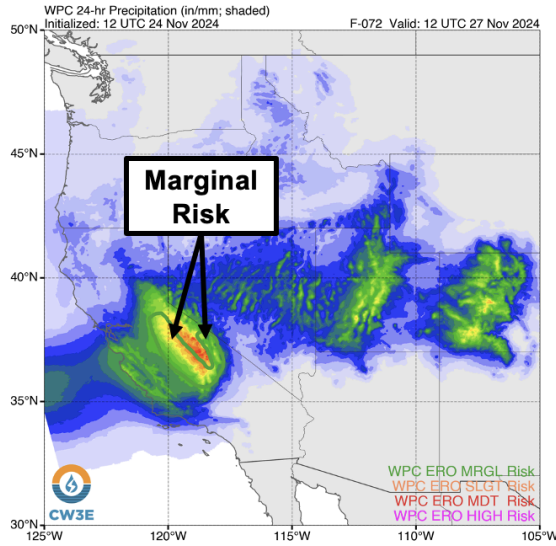 WPC 24-hr Precipitation (in/mm; shaded)
Initialized: 12 UTC 24 Nov 2024 F-072 Valid: 12 UTC 27 Nov 2024
50°N
45°N
Marginal
Risk
40°N
35°N
WPC ERO MRGL Risk
WPC ERO SLGT Risk
WPC ERO MDT Risk
WPC ERO HIGH Risk
CW3E
30°N
125°W 120°W 115°W 110°W 105°W